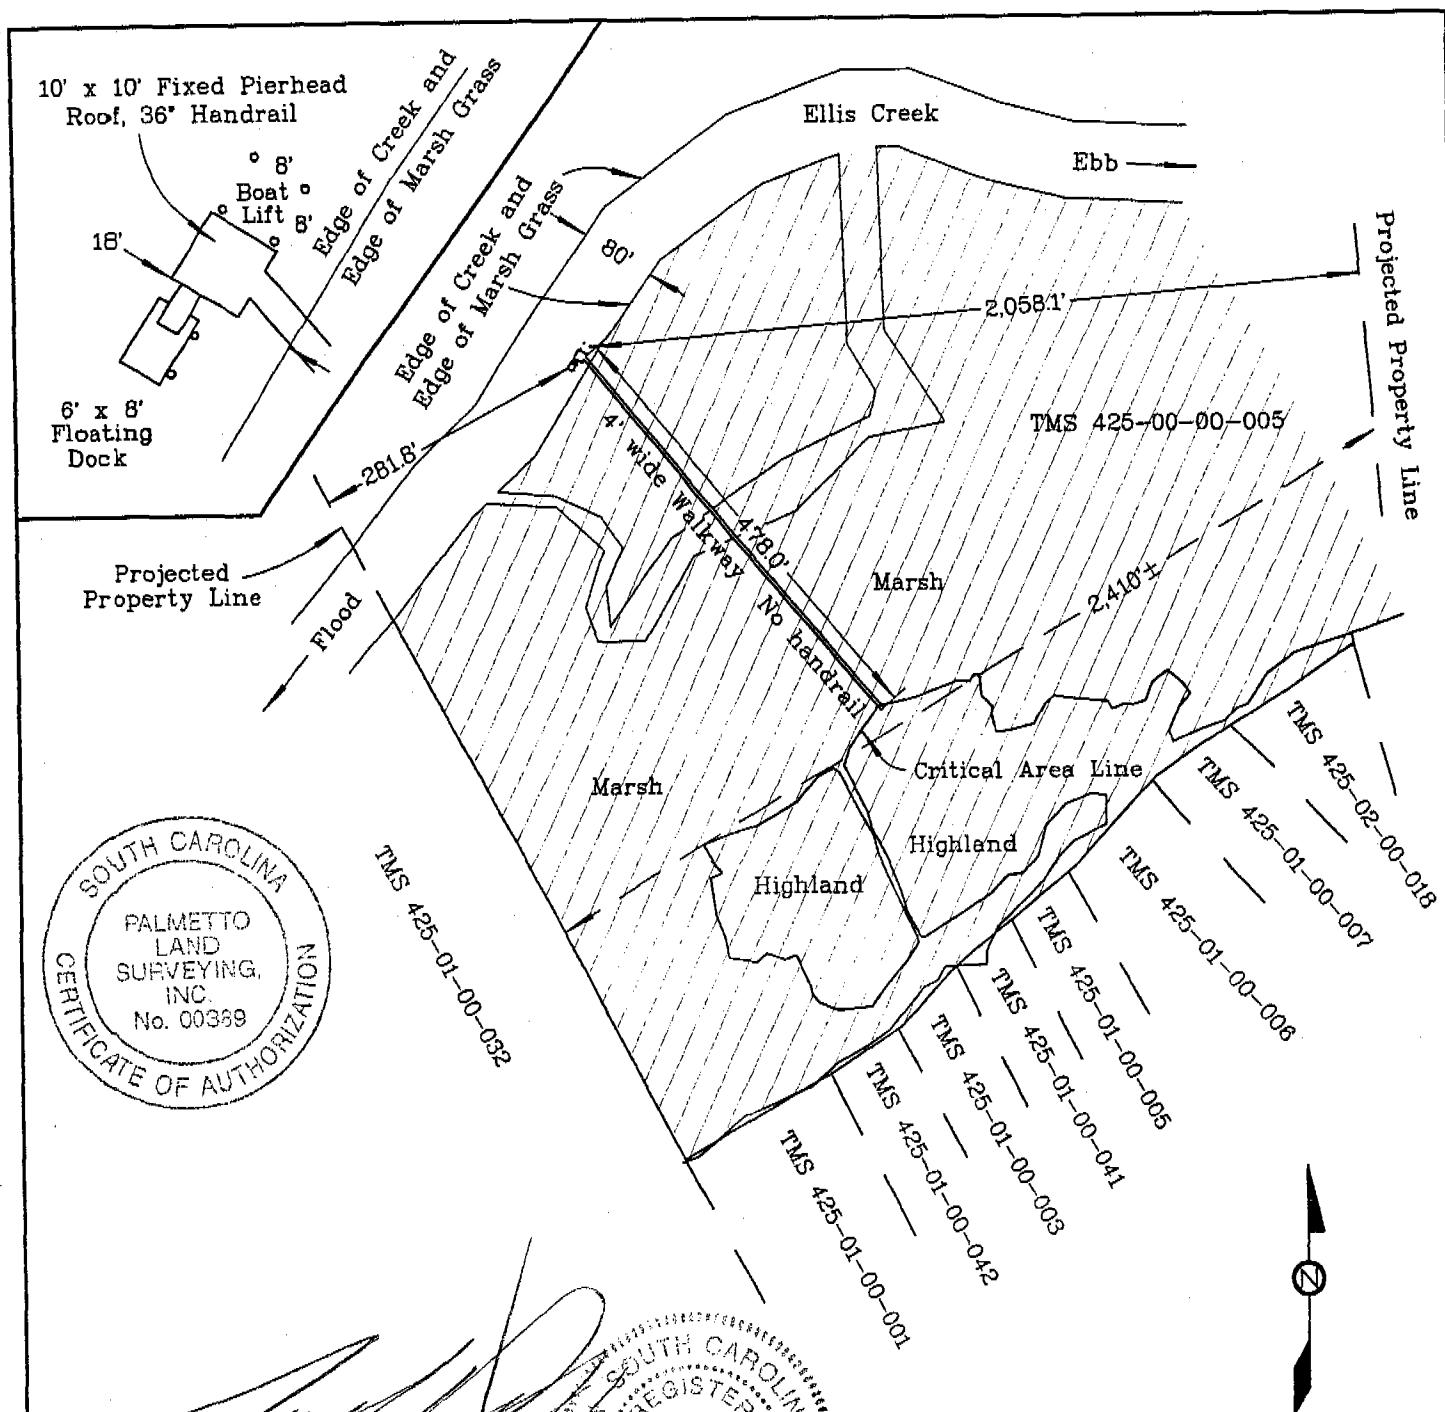 10' x 10' Fixed Pierhead
Roof, 36" Handrail
8'
Boat
Lift
8'
18'
6' x 8'
Floating
Dock
Edge of Creek and
Edge of Marsh Grass
Edge of Creek and
Edge of Marsh Grass
80'
Ellis Creek
Ebb
2,058.1'
Projected Property Line
281.8'
Projected
Property Line
Flood
4' wide Walkway No handrail
478.0'
TMS 425-00-00-005
Marsh
2,410'±
Marsh
Critical Area Line
Highland
Highland
TMS 425-02-00-018
TMS 425-01-00-007
TMS 425-01-00-006
TMS 425-01-00-005
TMS 425-01-00-041
TMS 425-01-00-003
TMS 425-01-00-042
TMS 425-01-00-001
TMS 425-01-00-032
SOUTH CAROLINA
PALMETTO
LAND
SURVEYING,
INC.
No. 00389
CERTIFICATE OF AUTHORIZATION
N
SOUTH CAROLIN
REGISTER